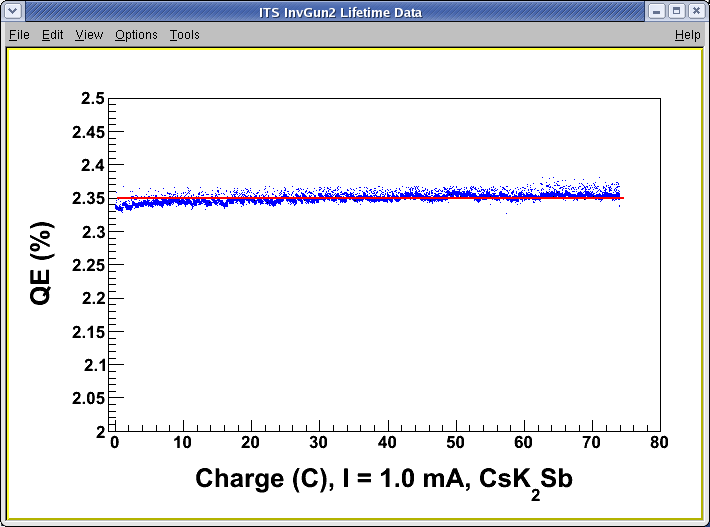 ITS InvGun2 Lifetime Data
File Edit View Options Tools Help
2.5
2.45
2.4
2.35
2.3
2.25
2.2
2.15
2.1
2.05
2
QE (%)
0 10 20 30 40 50 60 70 80
Charge (C), I = 1.0 mA, CsK₂Sb